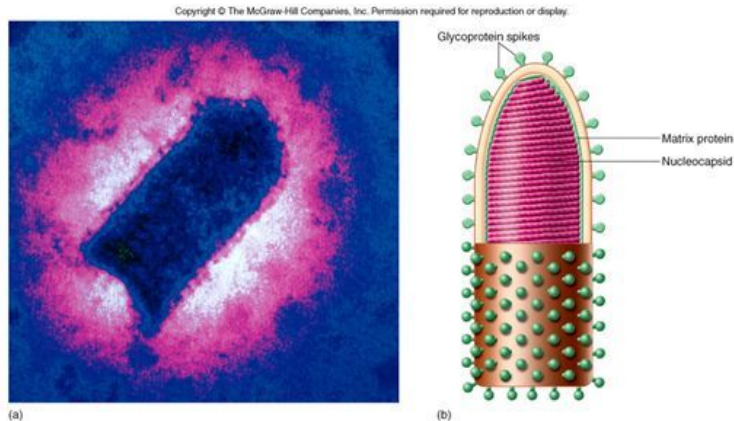 Copyright © The McGraw-Hill Companies, Inc. Permission required for reproduction or display.
Glycoprotein spikes
Matrix protein
Nucleocapsid
(a)
(b)